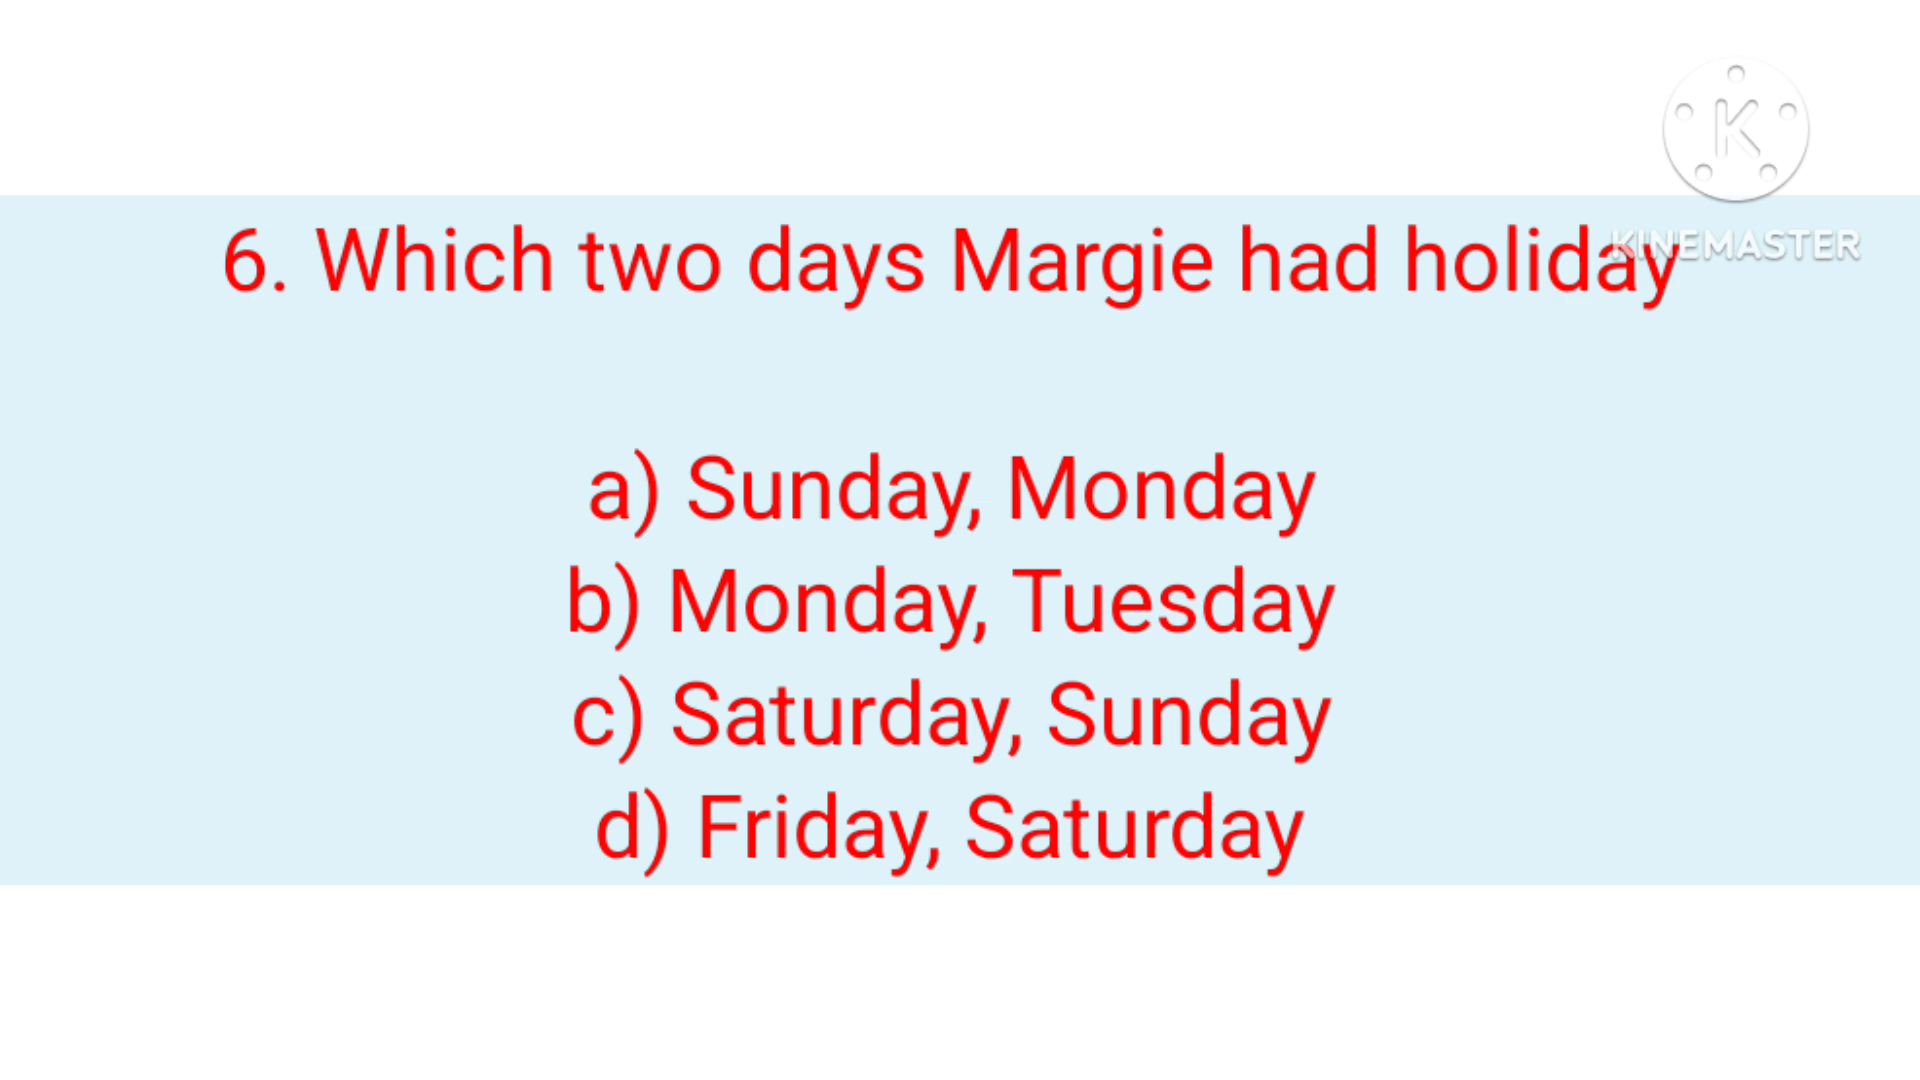 K
KINEMASTER
6. Which two days Margie had holiday
a) Sunday, Monday
b) Monday, Tuesday
c) Saturday, Sunday
d) Friday, Saturday